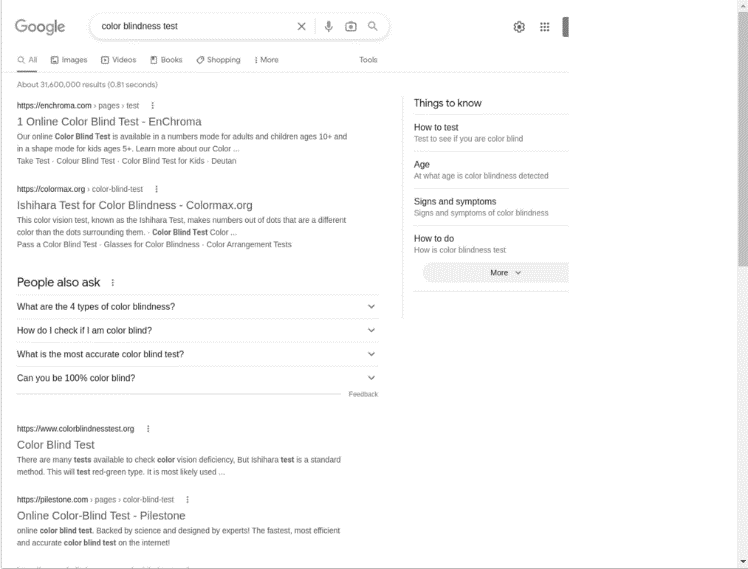 Google
color blindness test
All
Images
Videos
Books
Shopping
More
Tools
About 31,600,000 results (0.81 seconds)
https://enchroma.com › pages › test
1 Online Color Blind Test - EnChroma
Our online Color Blind Test is available in a numbers mode for adults and children ages 10+ and
in a shape mode for kids ages 5+. Learn more about our Color ...
Take Test · Colour Blind Test · Color Blind Test for Kids · Deutan
https://colormax.org › color-blind-test
Ishihara Test for Color Blindness - Colormax.org
This color vision test, known as the Ishihara Test, makes numbers out of dots that are a different
color than the dots surrounding them. · Color Blind Test Color ...
Pass a Color Blind Test · Glasses for Color Blindness · Color Arrangement Tests
People also ask
What are the 4 types of color blindness?
How do I check if I am color blind?
What is the most accurate color blind test?
Can you be 100% color blind?
Feedback
https://www.colorblindnesstest.org
Color Blind Test
There are many tests available to check color vision deficiency, But Ishihara test is a standard
method. This will test red-green type. It is most likely used ...
https://pilestone.com › pages › color-blind-test
Online Color-Blind Test - Pilestone
online color blind test. Backed by science and designed by experts! The fastest, most efficient
and accurate color blind test on the internet!
Things to know
How to test
Test to see if you are color blind
Age
At what age is color blindness detected
Signs and symptoms
Signs and symptoms of color blindness
How to do
How is color blindness test
More